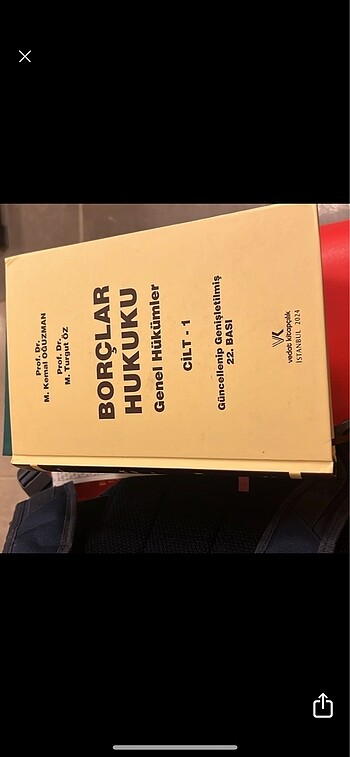 Prof. Dr.
M. Kemal OĞUZMAN
Prof. Dr.
M. Turgut ÖZ
BORÇLAR
HUKUKU
Genel Hükümler
CİLT - 1
Güncellenip Genişletilmiş
22. BASI
vedat kitapçılık
İSTANBUL 2024